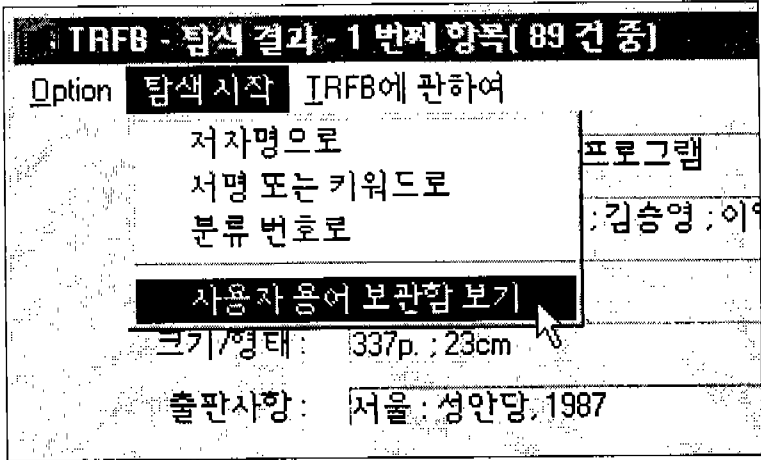 TRFB - 탐색 결과 - 1 번째 항목( 89 건 중)
Option 탐색 시작 TRFB에 관하여
저자명으로
프로그램
서명 또는 키워드로
; 김승영 ; 이
분류 번호로
사용자 용어 보관함 보기
크기/형태 : 337p. ; 23cm
출판사항 : 서울 : 성안당, 1987